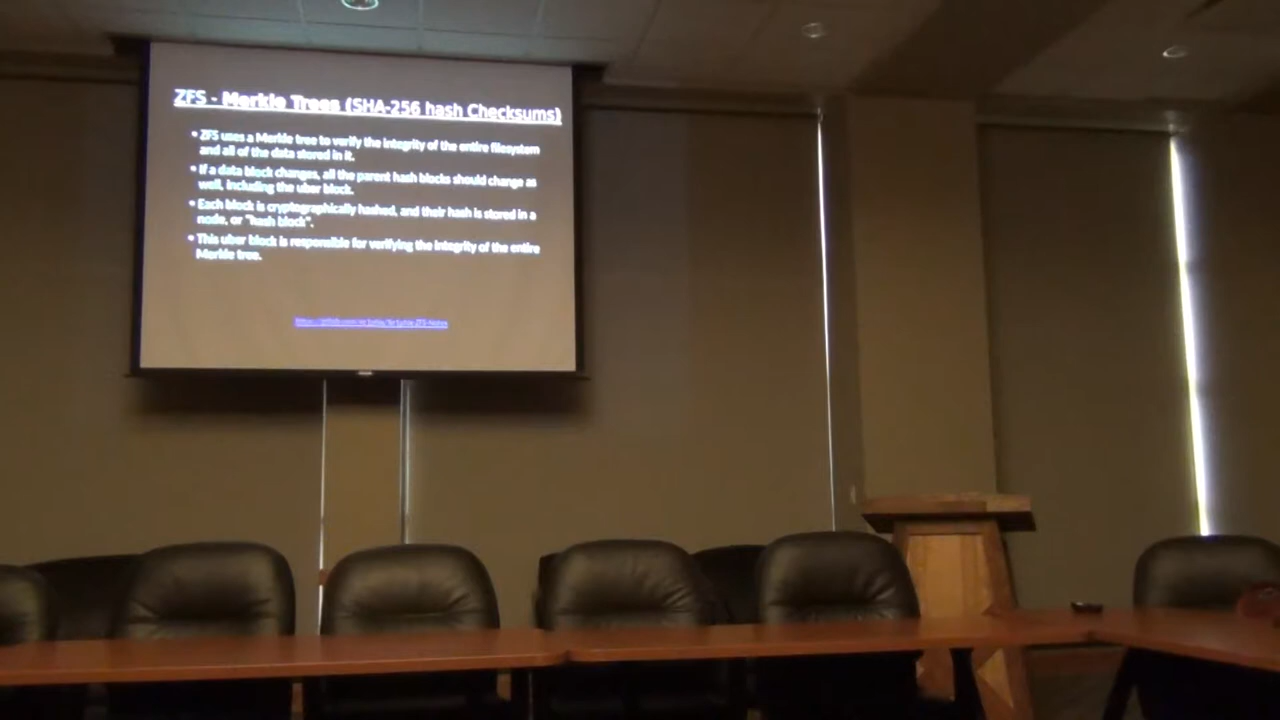 ZFS - Merkle Trees (SHA-256 hash Checksums)
• ZFS uses a Merkle tree to verify the integrity of the entire filesystem
and all of the data stored in it.
• If a data block changes, all the parent hash blocks should change as
well, including the uber block.
• Each block is cryptographically hashed, and their hash is stored in a
node, or "hash block".
• This uber block is responsible for verifying the integrity of the entire
Merkle tree.